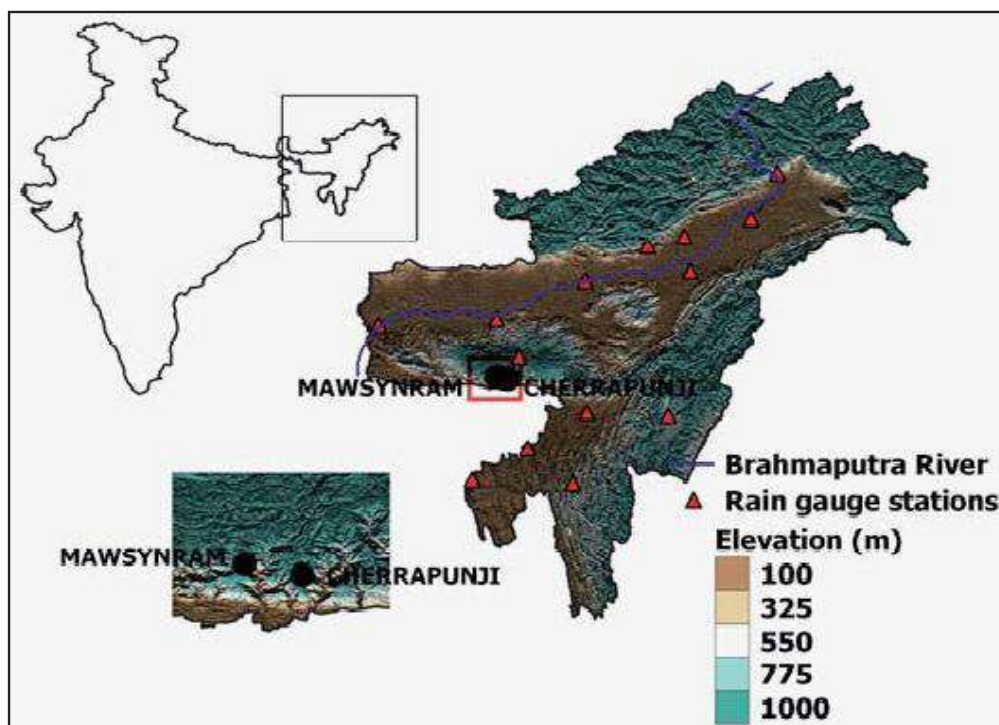 MAWSYNRAM CHERRAPUNJI
Brahmaputra River
Rain gauge stations
MAWSYNRAM
CHERRAPUNJI
Elevation (m)
100
325
550
775
1000